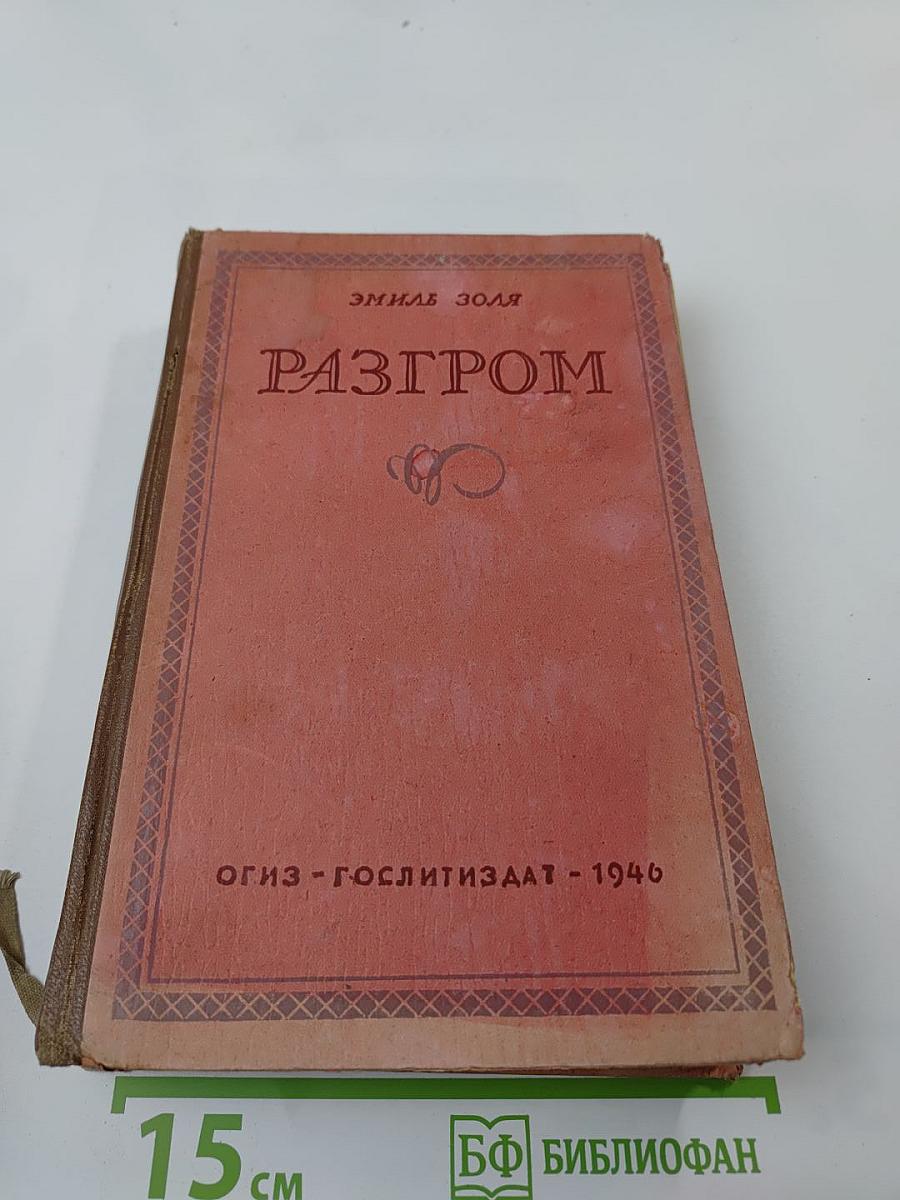 ЭМИЛЬ ЗОЛЯ
РАЗГРОМ
ОГИЗ - ГОСЛИТИЗДАТ - 1946
15 см
БФ БИБЛИОФАН